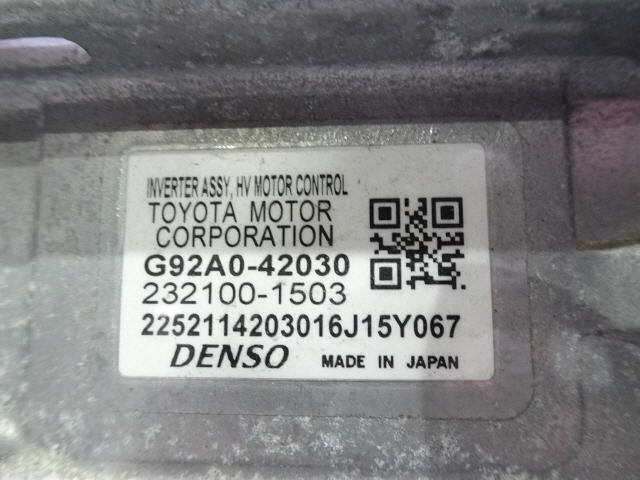 INVERTER ASSY, HV MOTOR CONTROL
TOYOTA MOTOR
CORPORATION
G92A0-42030
232100-1503
2252114203016J15Y067
DENSO MADE IN JAPAN